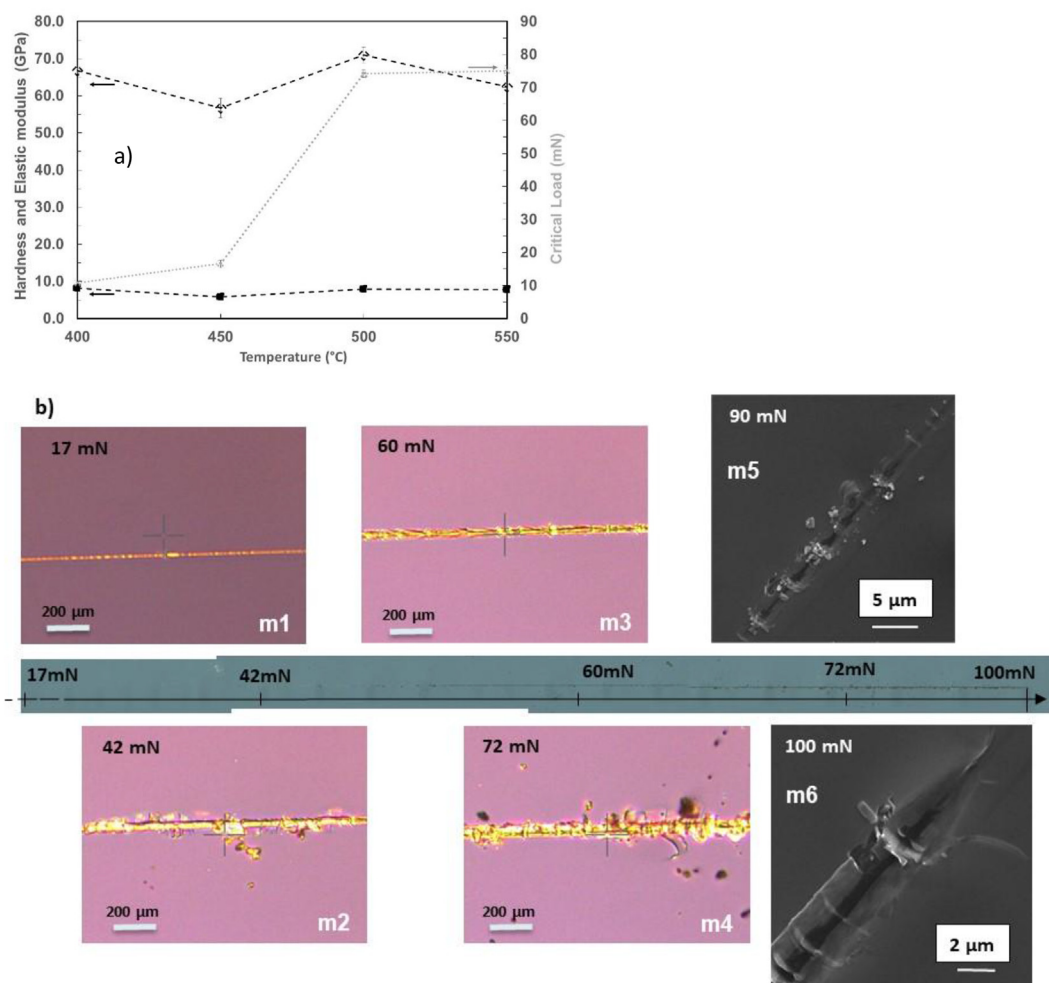 80.0
70.0
60.0
50.0
40.0
30.0
20.0
10.0
0.0
Hardness and Elastic modulus (GPa)
a)
90
80
70
60
50
40
30
20
10
0
Critical Load (mN)
400
450
500
550
Temperature (°C)
b)
17 mN
200 µm
m1
60 mN
200 µm
m3
90 mN
m5
5 µm
17mN
42mN
60mN
72mN
100mN
42 mN
200 µm
m2
72 mN
200 µm
m4
100 mN
m6
2 µm